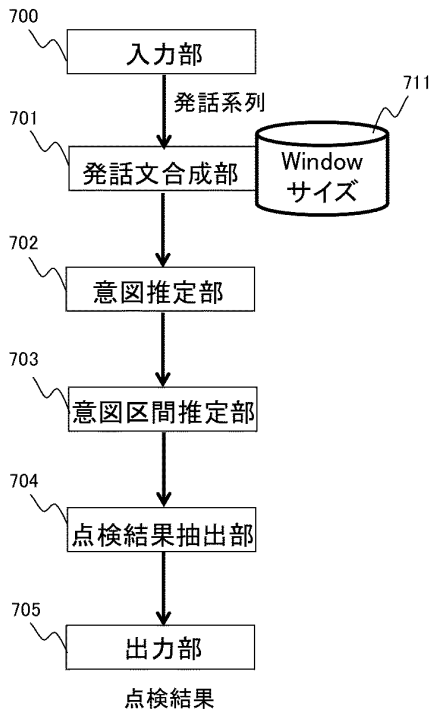 700
入力部
発話系列
711
701
発話文合成部
Window
サイズ
702
意図推定部
703
意図区間推定部
704
点検結果抽出部
705
出力部
点検結果